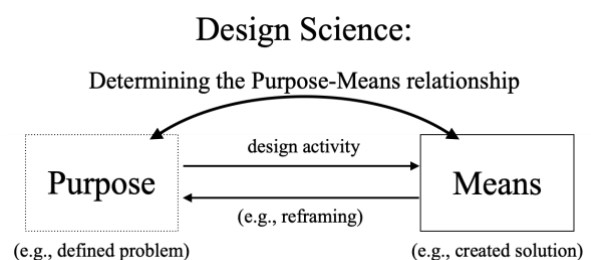 Design Science:
Determining the Purpose-Means relationship
design activity
Purpose
Means
(e.g., reframing)
(e.g., defined problem)
(e.g., created solution)